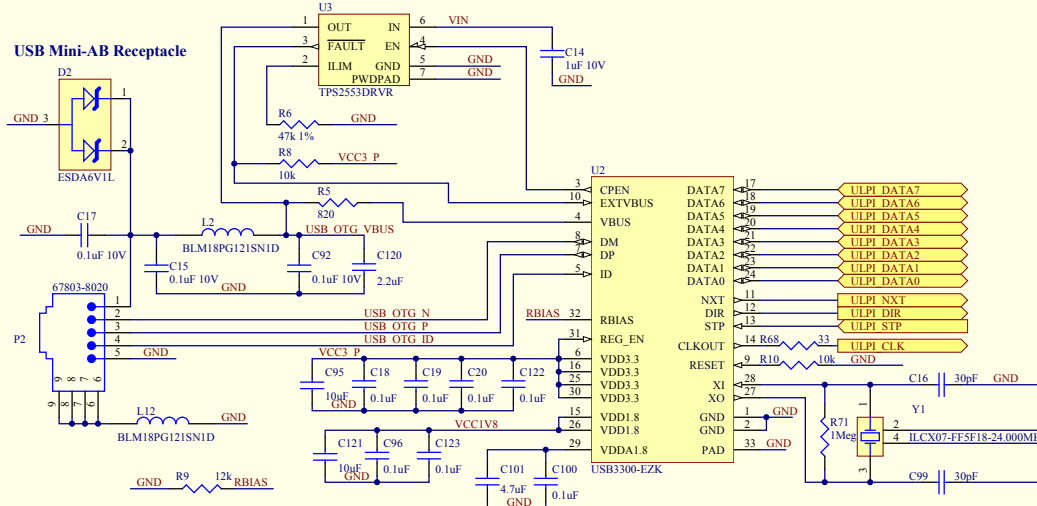 USB Mini-AB Receptacle
U3
1 OUT IN 6 VIN
3 FAULT EN 4
2 ILIM GND 5 GND
PWDPAD 7 GND
TPS2553DRVR
C14
1uF 10V
GND
D2
1
GND 3
2
ESDA6V1L
R6
47k 1%
GND
R8
10k
VCC3_P
R5
820
C17
GND
0.1uF 10V
L2
BLM18PG121SN1D
USB_OTG_VBUS
C15
0.1uF 10V
GND
C92
0.1uF 10V
C120
2.2uF
67803-8020
P2
1
2 USB_OTG_N
3 USB_OTG_P
4 USB_OTG_ID
5 GND
9 8 7 6
9 8 7 6
L12
GND
BLM18PG121SN1D
GND R9 12k RBIAS
U2
3 CPEN DATA7 17 ULPI_DATA7
10 EXTVBUS DATA6 18 ULPI_DATA6
DATA5 19 ULPI_DATA5
4 VBUS DATA4 20 ULPI_DATA4
8 DM DATA3 21 ULPI_DATA3
7 DP DATA2 22 ULPI_DATA2
5 ID DATA1 23 ULPI_DATA1
DATA0 24 ULPI_DATA0
NXT 11 ULPI_NXT
DIR 12 ULPI_DIR
RBIAS 32 RBIAS STP 13 ULPI_STP
31 REG_EN CLKOUT 14 R68 33 ULPI_CLK
6 VDD3.3 RESET 9 R10 10k GND
16 VDD3.3
25 VDD3.3 XI 28
30 VDD3.3 XO 27
15 VDD1.8 GND 1 GND
26 VDD1.8 GND 2
29 VDDA1.8 PAD 33 GND
USB3300-EZK
VCC3_P
C95
10uF
GND
C18
0.1uF
C19
0.1uF
C20
0.1uF
C122
0.1uF
VCC1V8
C121
10uF
GND
C96
0.1uF
C123
0.1uF
C101
4.7uF
GND
C100
0.1uF
C16 30pF GND
R71
1Meg
1
Y1
2
4 ILCX07-FF5F18-24.000MH
3
C99 30pF